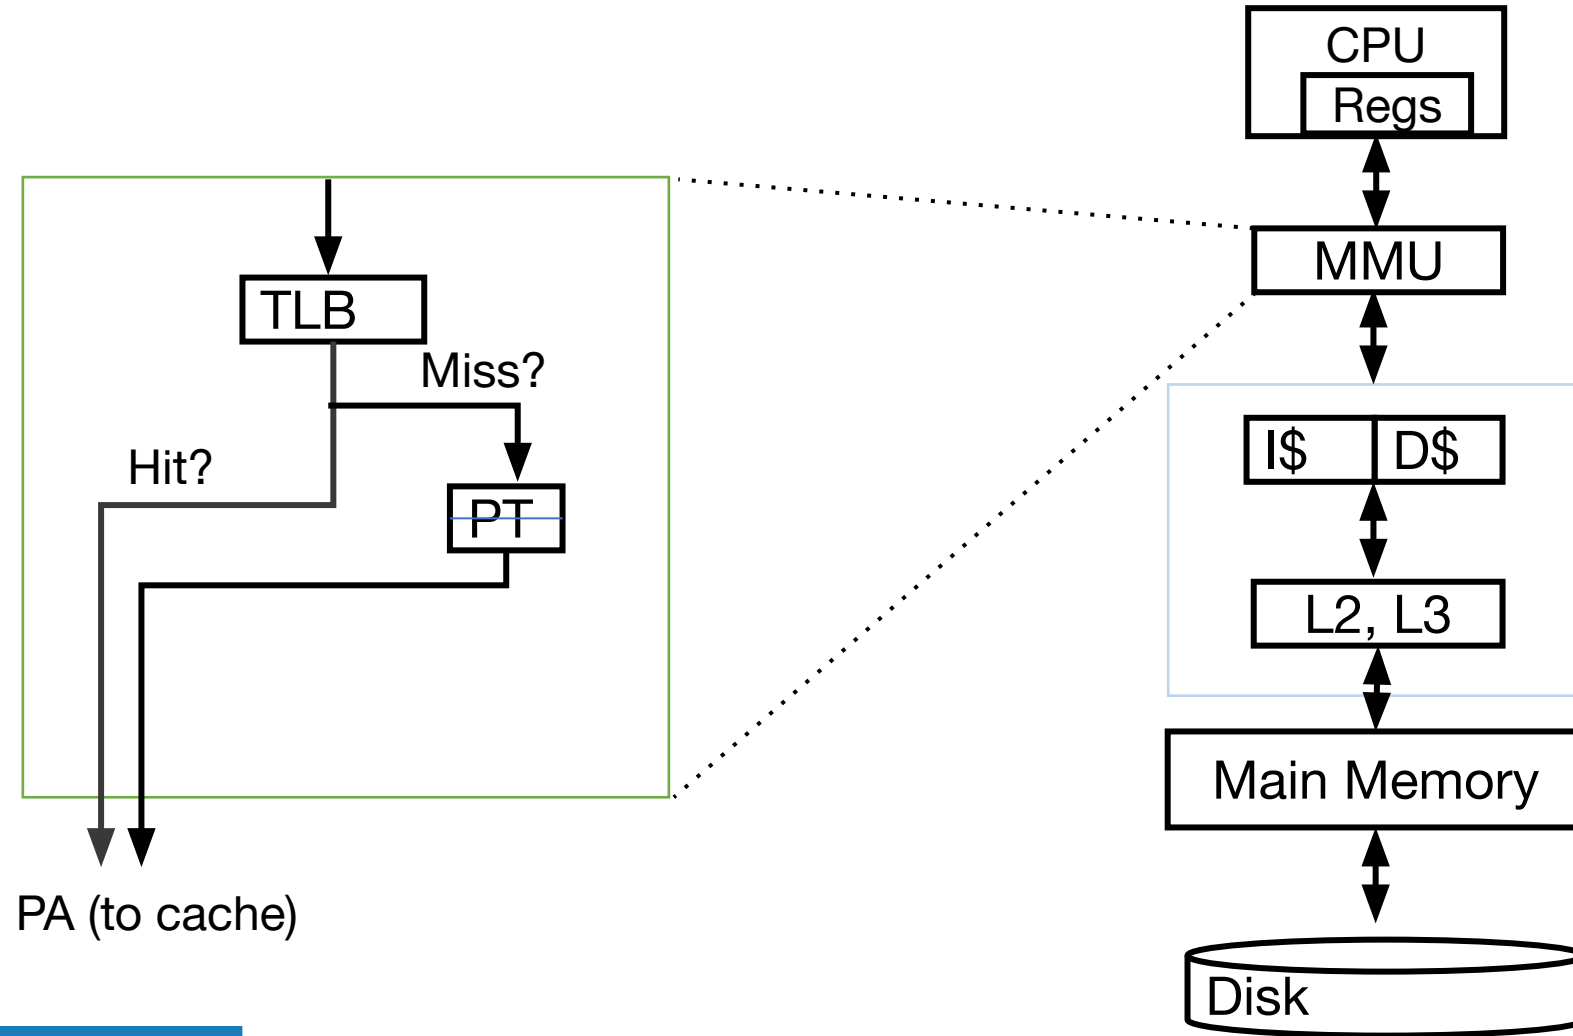 CPU
Regs
MMU
TLB
Miss?
Hit?
I$ D$
PT
L2, L3
Main Memory
PA (to cache)
Disk